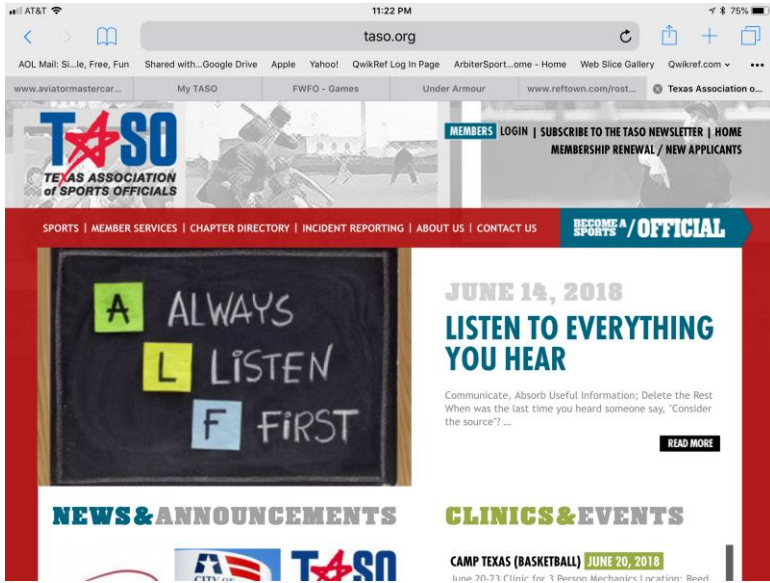 AT&T 11:22 PM 75%
taso.org
AOL Mail: Si...le, Free, Fun Shared with...Google Drive Apple Yahoo! QwikRef Log In Page ArbiterSport...ome - Home Web Slice Gallery Qwikref.com
www.aviatormastercar... My TASO FWFO - Games Under Armour www.reftown.com/rost... Texas Association o...
TASO
TEXAS ASSOCIATION
of SPORTS OFFICIALS
MEMBERS LOGIN | SUBSCRIBE TO THE TASO NEWSLETTER | HOME
MEMBERSHIP RENEWAL / NEW APPLICANTS
SPORTS | MEMBER SERVICES | CHAPTER DIRECTORY | INCIDENT REPORTING | ABOUT US | CONTACT US
BECOME A SPORTS / OFFICIAL
A ALWAYS
L LISTEN
F FIRST
JUNE 14, 2018
LISTEN TO EVERYTHING
YOU HEAR
Communicate, Absorb Useful Information; Delete the Rest
When was the last time you heard someone say, "Consider
the source"? ...
READ MORE
NEWS & ANNOUNCEMENTS
CLINICS & EVENTS
CITY OF
TASO
CAMP TEXAS (BASKETBALL) JUNE 20, 2018
June 20-23 Clinic for 3 Person Mechanics Location: Reed